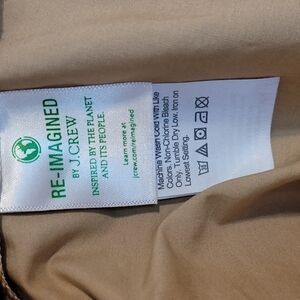 RE-IMAGINED
BY J.CREW
INSPIRED BY THE PLANET
AND ITS PEOPLE.
Learn more at
jcrew.com/reimagined
Machine Wash Cold With Like
Colors. Non-Chlorine Bleach
Only. Tumble Dry Low. Iron on
Lowest Setting.